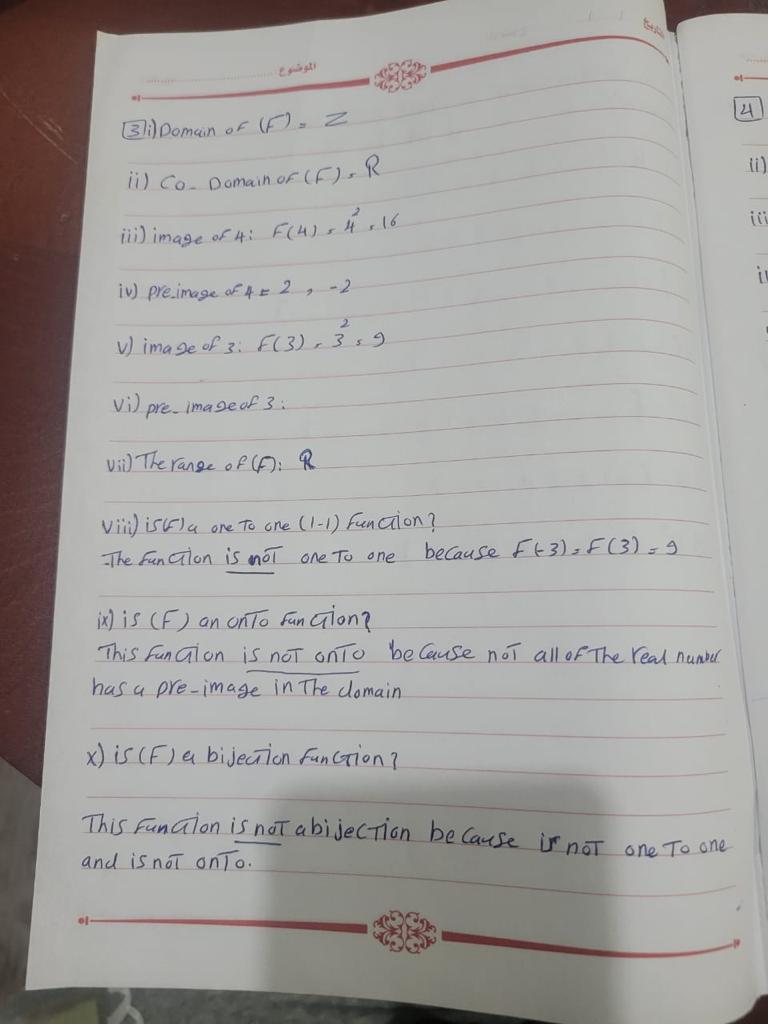 الموضوع
التاريخ
3 i) Domain of (F) = Z
ii) Co- Domain of (F) = R
iii) image of 4: F(4) = 4² = 16
iv) pre-image of 4 = 2 , -2
v) image of 3: F(3) = 3² = 9
vi) pre-image of 3:
vii) The range of (F): R
viii) is (F) a one To one (1-1) function?
The function is not one To one because F(-3) = F(3) = 9
ix) is (F) an onTo function?
This function is not onTo because not all of The real number
has a pre-image in The domain
x) is (F) a bijection function?
This function is not a bijection because is not one To one
and is not onTo.
4
ii)
iii